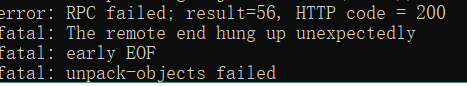 error: RPC failed; result=56, HTTP code = 200
fatal: The remote end hung up unexpectedly
fatal: early EOF
fatal: unpack-objects failed